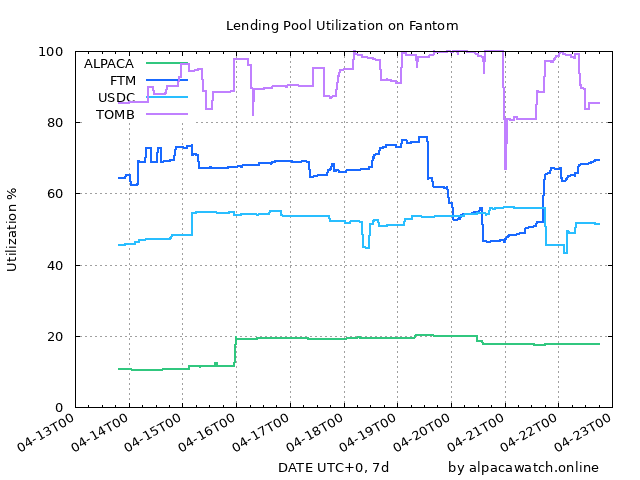 Lending Pool Utilization on Fantom
Utilization %
100
80
60
40
20
0
ALPACA
FTM
USDC
TOMB
04-13T00
04-14T00
04-15T00
04-16T00
04-17T00
04-18T00
04-19T00
04-20T00
04-21T00
04-22T00
04-23T00
DATE UTC+0, 7d
by alpacawatch.online